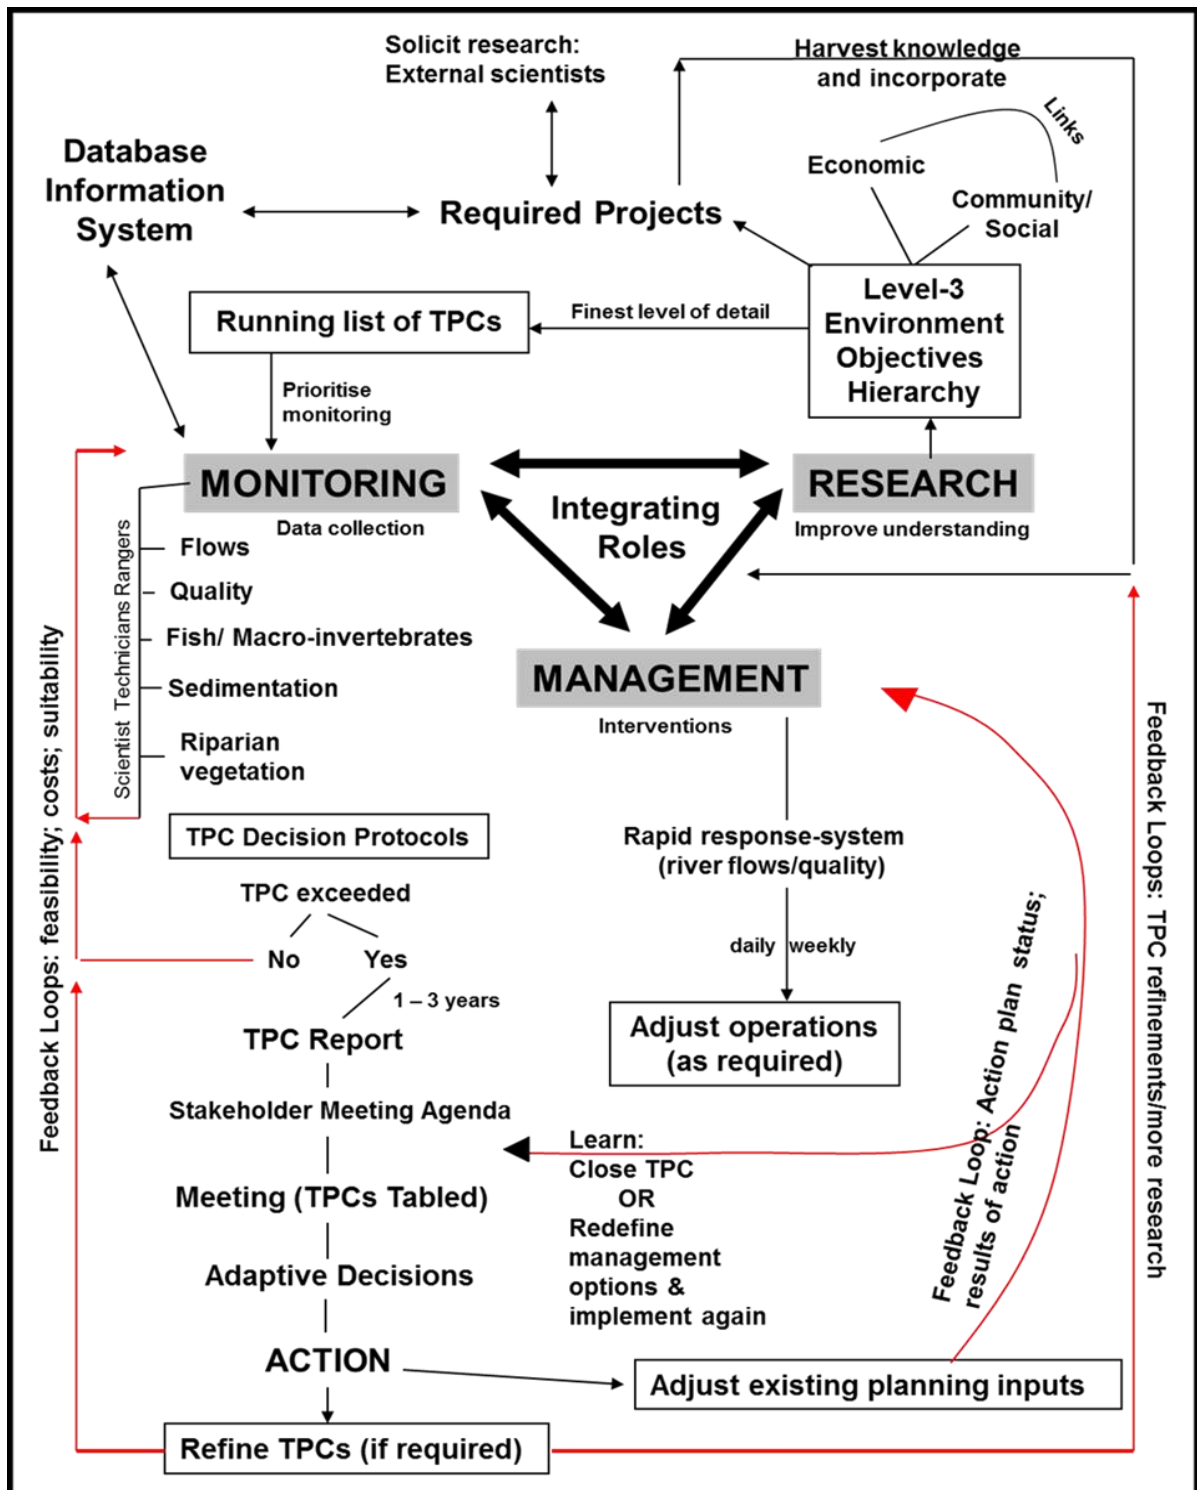 Solicit research:
External scientists
Harvest knowledge
and incorporate
Links
Database
Information
System
Economic
Community/
Social
Required Projects
Level-3
Environment
Objectives
Hierarchy
Running list of TPCs
Finest level of detail
Prioritise
monitoring
MONITORING
Data collection
Integrating
Roles
RESEARCH
Improve understanding
Scientist Technicians Rangers
Flows
Quality
Fish/ Macro-invertebrates
Sedimentation
Riparian
vegetation
MANAGEMENT
Interventions
Feedback Loops: feasibility; costs; suitability
TPC Decision Protocols
TPC exceeded
No
Yes
1 – 3 years
TPC Report
Stakeholder Meeting Agenda
Meeting (TPCs Tabled)
Adaptive Decisions
ACTION
Refine TPCs (if required)
Rapid response-system
(river flows/quality)
daily weekly
Adjust operations
(as required)
Learn:
Close TPC
OR
Redefine
management
options &
implement again
Adjust existing planning inputs
Feedback Loop: Action plan status;
results of action
Feedback Loops: TPC refinements/more research